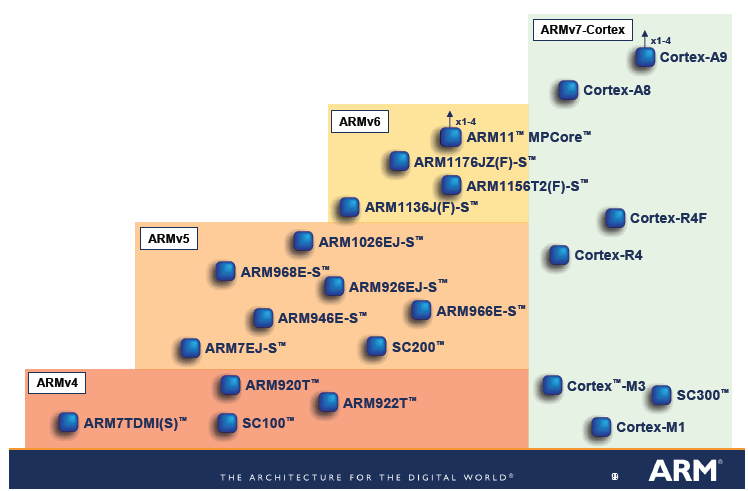 ARMv7-Cortex
x1-4
Cortex-A9
Cortex-A8
ARMv6
x1-4
ARM11™ MPCore™
ARM1176JZ(F)-S™
ARM1156T2(F)-S™
ARM1136J(F)-S™
Cortex-R4F
Cortex-R4
ARMv5
ARM1026EJ-S™
ARM968E-S™
ARM926EJ-S™
ARM946E-S™
ARM966E-S™
ARM7EJ-S™
SC200™
ARMv4
ARM920T™
ARM922T™
ARM7TDMI(S)™
SC100™
Cortex™-M3
SC300™
Cortex-M1
THE ARCHITECTURE FOR THE DIGITAL WORLD®
ARM®